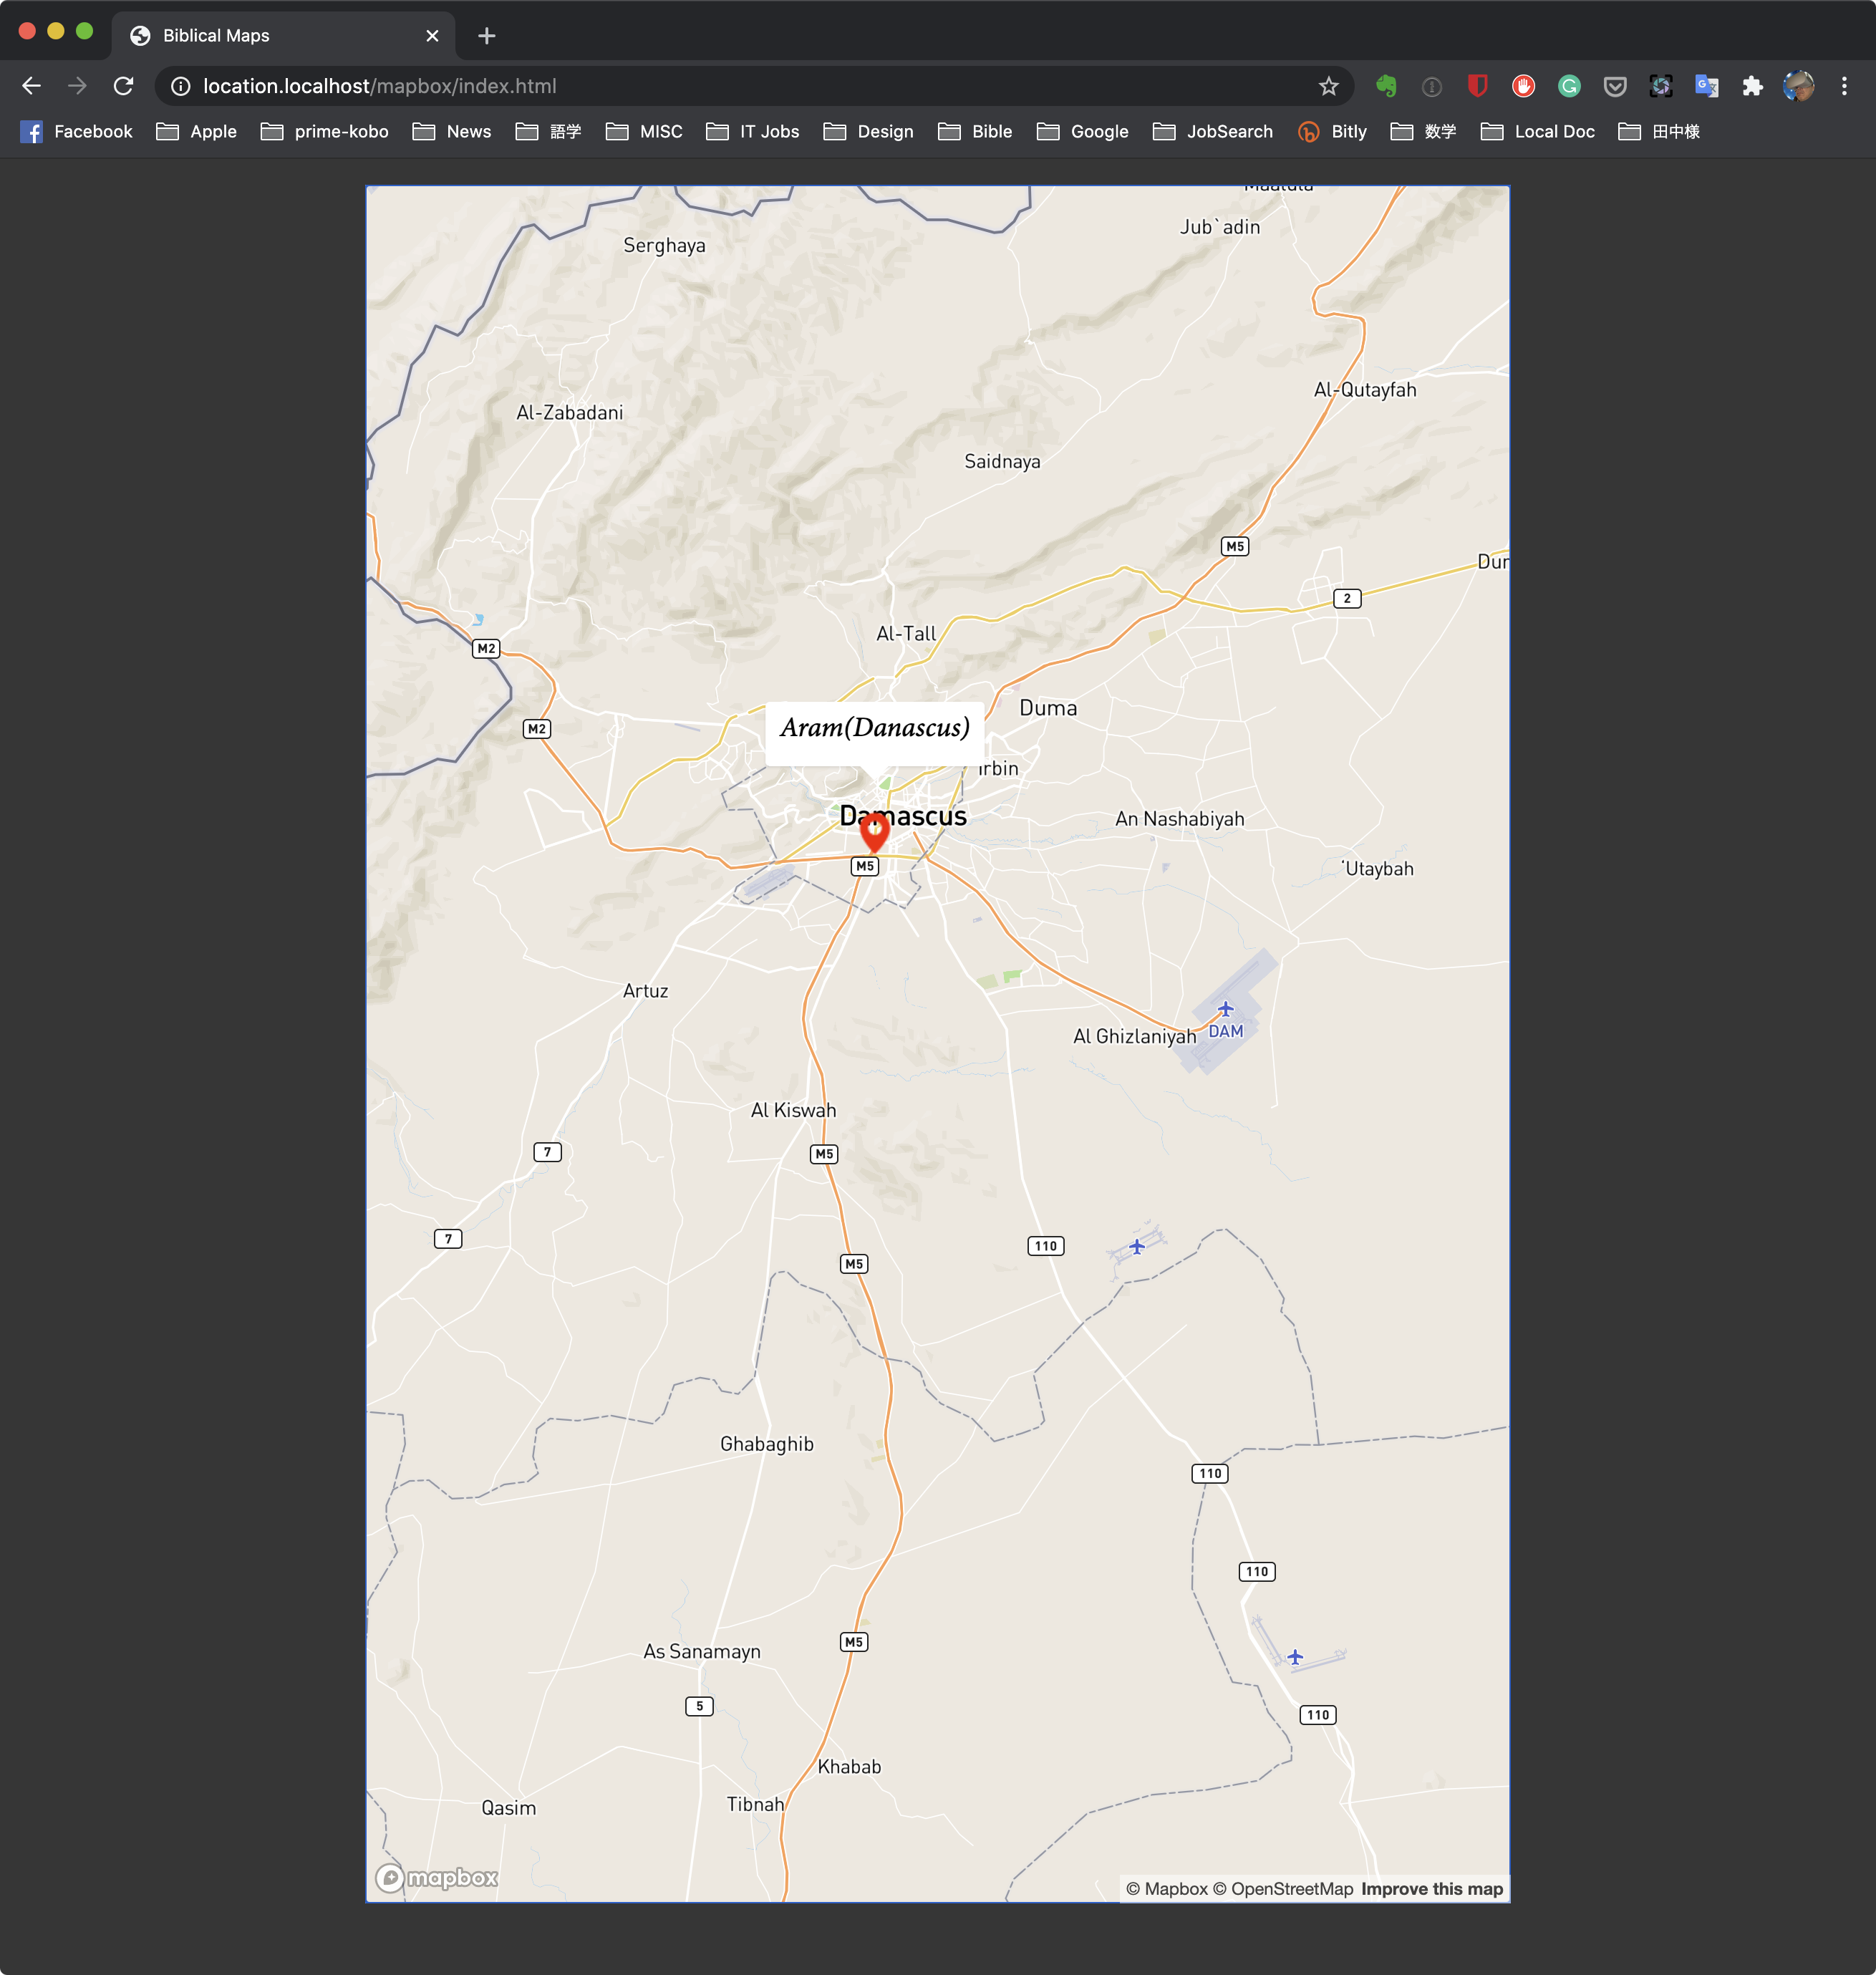 Biblical Maps
location.localhost/mapbox/index.html
Facebook Apple prime-kobo News 語学 MISC IT Jobs Design Bible Google JobSearch Bitly 数学 Local Doc 田中様
Maaloula
Jub`adin
Serghaya
Al-Qutayfah
Al-Zabadani
Saidnaya
M5
Dur
2
Al-Tall
M2
Duma
Aram(Danascus)
M2
Irbin
Damascus
An Nashabiyah
M5
'Utaybah
Artuz
DAM
Al Ghizlaniyah
Al Kiswah
7
M5
7
110
M5
Ghabaghib
110
110
M5
As Sanamayn
5
110
Khabab
Tibnah
Qasim
mapbox
© Mapbox © OpenStreetMap Improve this map